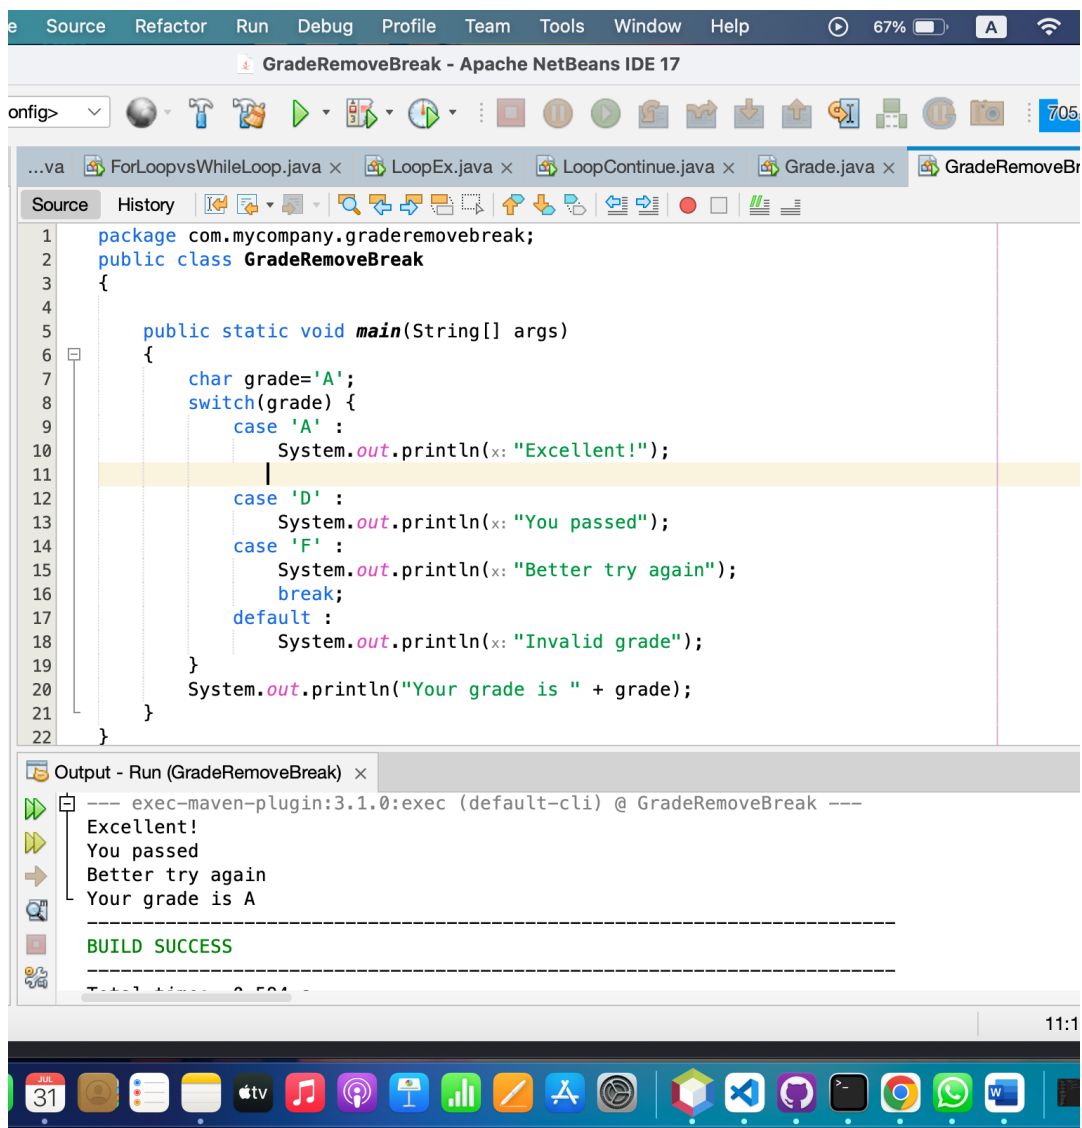 e Source Refactor Run Debug Profile Team Tools Window Help 67% A
GradeRemoveBreak - Apache NetBeans IDE 17
onfig> 705.
...va ForLoopvsWhileLoop.java × LoopEx.java × LoopContinue.java × Grade.java × GradeRemoveBr
Source History
1 package com.mycompany.graderemovebreak;
2 public class GradeRemoveBreak
3 {
4
5 public static void main(String[] args)
6 {
7 char grade='A';
8 switch(grade) {
9 case 'A' :
10 System.out.println(x: "Excellent!");
11
12 case 'D' :
13 System.out.println(x: "You passed");
14 case 'F' :
15 System.out.println(x: "Better try again");
16 break;
17 default :
18 System.out.println(x: "Invalid grade");
19 }
20 System.out.println("Your grade is " + grade);
21 }
22 }
Output - Run (GradeRemoveBreak) ×
--- exec-maven-plugin:3.1.0:exec (default-cli) @ GradeRemoveBreak ---
Excellent!
You passed
Better try again
Your grade is A
------------------------------------------------------------------------
BUILD SUCCESS
------------------------------------------------------------------------
11:1
JUL
31
tv
W